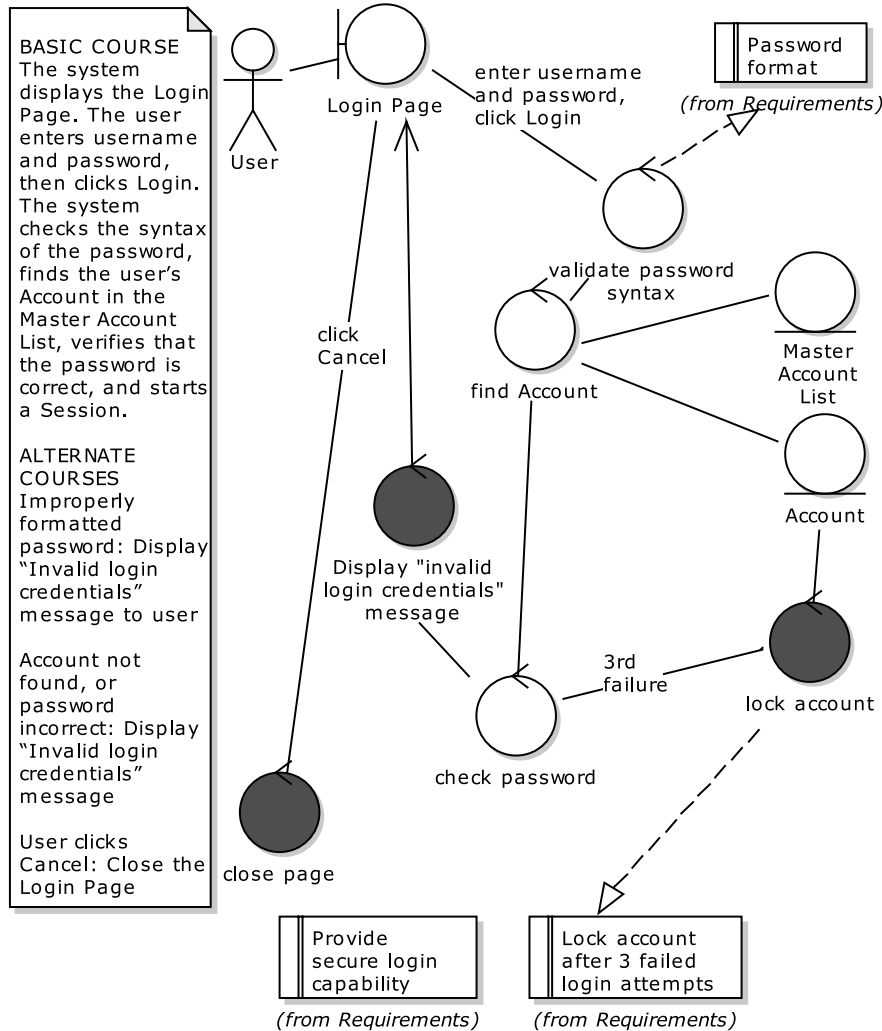 BASIC COURSE
The system
displays the Login
Page. The user
enters username
and password,
then clicks Login.
The system
checks the syntax
of the password,
finds the user’s
Account in the
Master Account
List, verifies that
the password is
correct, and starts
a Session.
ALTERNATE
COURSES
Improperly
formatted
password: Display
“Invalid login
credentials”
message to user
Account not
found, or
password
incorrect: Display
“Invalid login
credentials”
message
User clicks
Cancel: Close the
Login Page
User
Login Page
enter username
and password,
click Login
Password
format
(from Requirements)
validate password
syntax
click
Cancel
find Account
Master
Account
List
Account
Display "invalid
login credentials"
message
3rd
failure
lock account
check password
close page
Provide
secure login
capability
(from Requirements)
Lock account
after 3 failed
login attempts
(from Requirements)